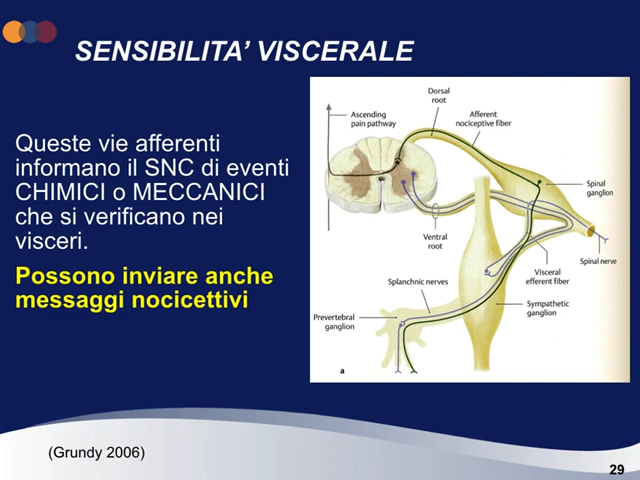 SENSIBILITA’ VISCERALE
Queste vie afferenti
informano il SNC di eventi
CHIMICI o MECCANICI
che si verificano nei
visceri.
Possono inviare anche
messaggi nocicettivi
Dorsal
root
Ascending
pain pathway
Afferent
nociceptive fiber
Spinal
ganglion
Ventral
root
Spinal nerve
Visceral
efferent fiber
Splanchnic nerves
Sympathetic
ganglion
Prevertebral
ganglion
a
(Grundy 2006)
29